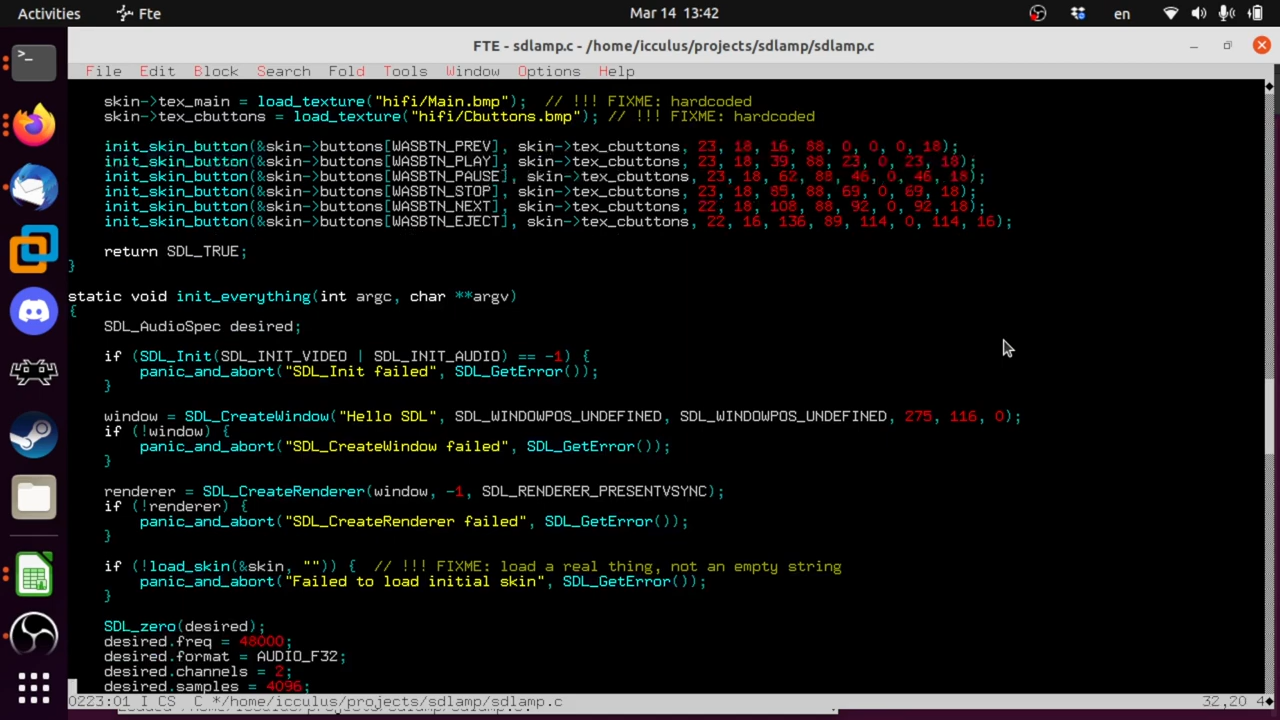 Activities Fte Mar 14 13:42 en
FTE - sdlamp.c - /home/icculus/projects/sdlamp/sdlamp.c
File Edit Block Search Fold Tools Window Options Help
skin->tex_main = load_texture("hifi/Main.bmp");  // !!! FIXME: hardcoded
skin->tex_cbuttons = load_texture("hifi/Cbuttons.bmp"); // !!! FIXME: hardcoded
init_skin_button(&skin->buttons[WASBTN_PREV], skin->tex_cbuttons, 23, 18, 16, 88, 0, 0, 0, 18);
init_skin_button(&skin->buttons[WASBTN_PLAY], skin->tex_cbuttons, 23, 18, 39, 88, 23, 0, 23, 18);
init_skin_button(&skin->buttons[WASBTN_PAUSE], skin->tex_cbuttons, 23, 18, 62, 88, 46, 0, 46, 18);
init_skin_button(&skin->buttons[WASBTN_STOP], skin->tex_cbuttons, 23, 18, 85, 88, 69, 0, 69, 18);
init_skin_button(&skin->buttons[WASBTN_NEXT], skin->tex_cbuttons, 22, 18, 108, 88, 92, 0, 92, 18);
init_skin_button(&skin->buttons[WASBTN_EJECT], skin->tex_cbuttons, 22, 16, 136, 89, 114, 0, 114, 16);
return SDL_TRUE;
}
static void init_everything(int argc, char **argv)
{
SDL_AudioSpec desired;
if (SDL_Init(SDL_INIT_VIDEO | SDL_INIT_AUDIO) == -1) {
panic_and_abort("SDL_Init failed", SDL_GetError());
}
window = SDL_CreateWindow("Hello SDL", SDL_WINDOWPOS_UNDEFINED, SDL_WINDOWPOS_UNDEFINED, 275, 116, 0);
if (!window) {
panic_and_abort("SDL_CreateWindow failed", SDL_GetError());
}
renderer = SDL_CreateRenderer(window, -1, SDL_RENDERER_PRESENTVSYNC);
if (!renderer) {
panic_and_abort("SDL_CreateRenderer failed", SDL_GetError());
}
if (!load_skin(&skin, "")) {  // !!! FIXME: load a real thing, not an empty string
panic_and_abort("Failed to load initial skin", SDL_GetError());
}
SDL_zero(desired);
desired.freq = 48000;
desired.format = AUDIO_F32;
desired.channels = 2;
desired.samples = 4096;
0223:01 I CS  C */home/icculus/projects/sdlamp/sdlamp.c 32,20 4